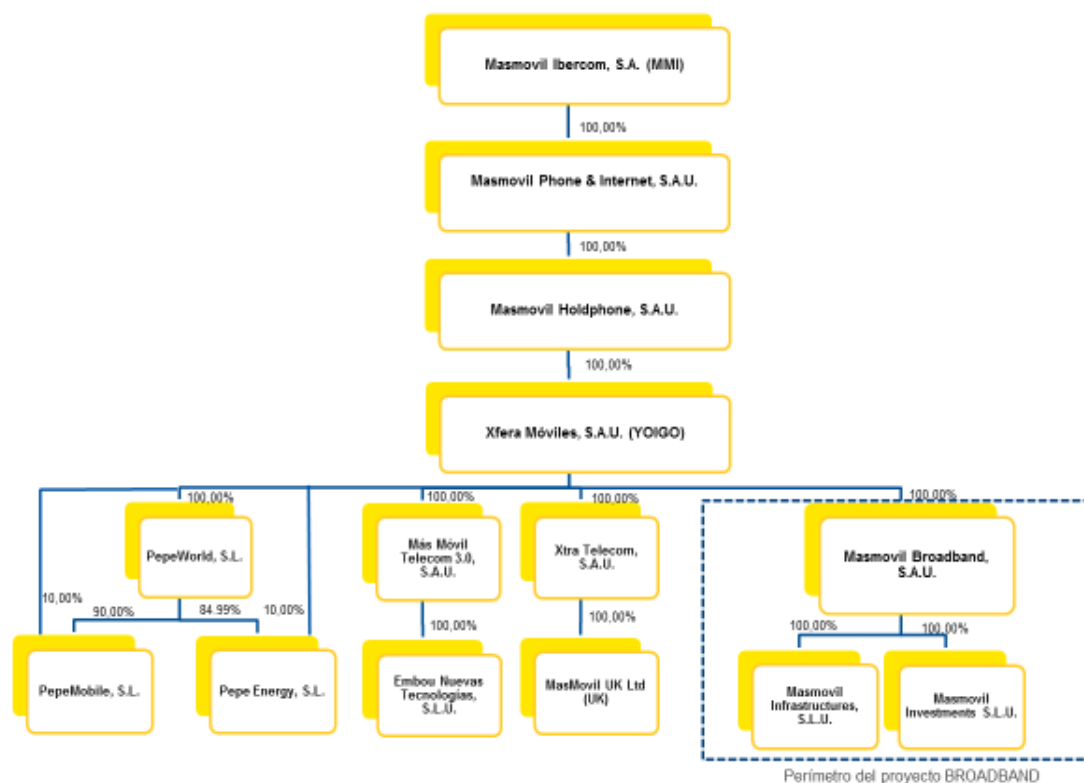 Masmovil Ibercom, S.A. (MMI)
100,00%
Masmovil Phone & Internet, S.A.U.
100,00%
Masmovil Holdphone, S.A.U.
100,00%
Xfera Móviles, S.A.U. (YOIGO)
100,00%
100,00%
100,00%
100,00%
PepeWorld, S.L.
Más Móvil
Telecom 3.0,
S.A.U.
Xtra Telecom,
S.A.U.
Masmovil Broadband,
S.A.U.
10,00%
90,00%
84.99%
10,00%
100,00%
100,00%
100,00%
100,00%
PepeMobile, S.L.
Pepe Energy, S.L.
Embou Nuevas
Tecnologías,
S.L.U.
MasMovil UK Ltd
(UK)
Masmovil
Infrastructures,
S.L.U.
Masmovil
Investments S.L.U.
Perímetro del proyecto BROADBAND